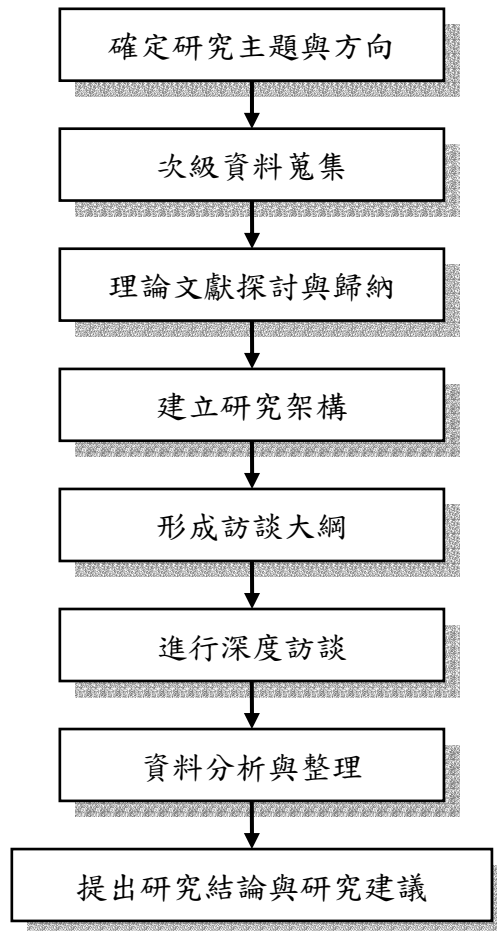 確定研究主題與方向
次級資料蒐集
理論文獻探討與歸納
建立研究架構
形成訪談大綱
進行深度訪談
資料分析與整理
提出研究結論與研究建議